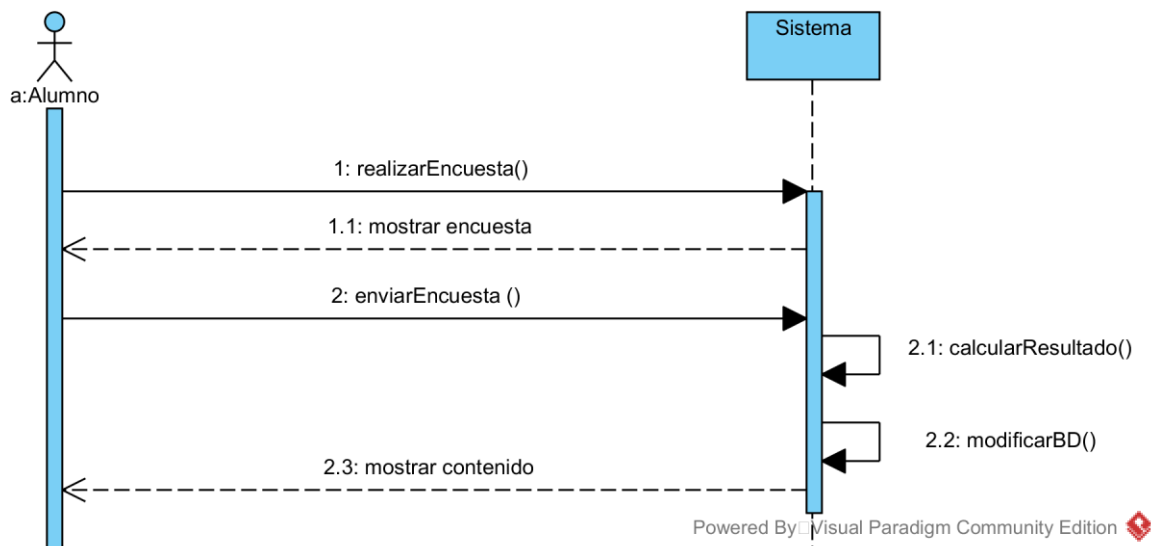 Sistema
a:Alumno
1: realizarEncuesta()
1.1: mostrar encuesta
2: enviarEncuesta ()
2.1: calcularResultado()
2.2: modificarBD()
2.3: mostrar contenido
Powered By Visual Paradigm Community Edition